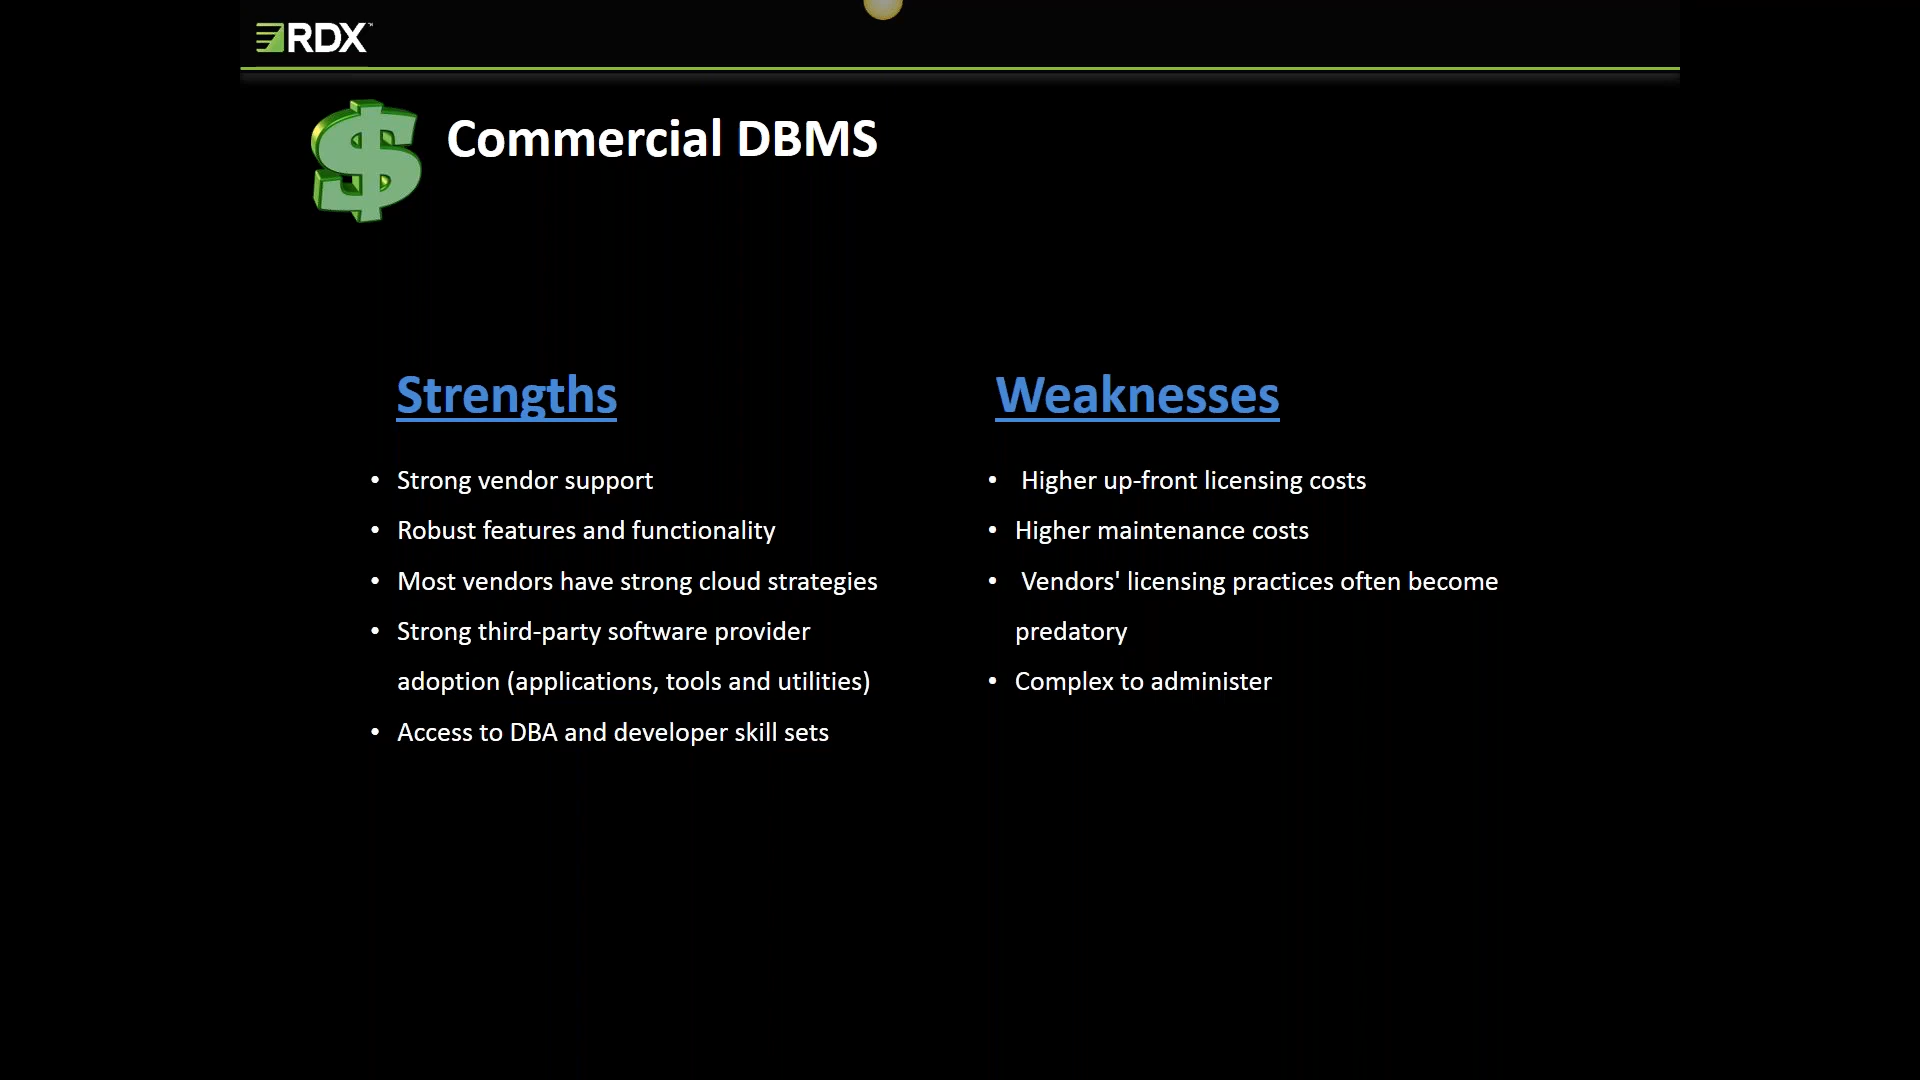 RDX™
Commercial DBMS
Strengths
• Strong vendor support
• Robust features and functionality
• Most vendors have strong cloud strategies
• Strong third-party software provider
adoption (applications, tools and utilities)
• Access to DBA and developer skill sets
Weaknesses
• Higher up-front licensing costs
• Higher maintenance costs
• Vendors' licensing practices often become
predatory
• Complex to administer